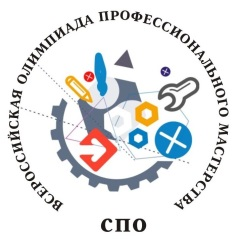 ВСЕРОССИЙСКАЯ ОЛИМПИАДА ПРОФЕССИОНАЛЬНОГО МАСТЕРСТВА
СПО